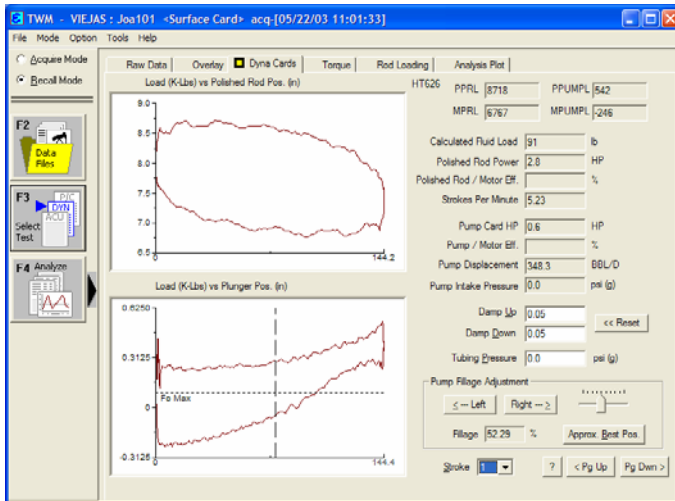 TWM - VIEJAS : Joa101 <Surface Card> acq-[05/22/03 11:01:33]
File Mode Option Tools Help
Acquire Mode
Recall Mode
F2
Data
Files
F3
Select
Test
P/C
DYN
ACU
F4 Analyze
Raw Data
Overlay
Dyna Cards
Torque
Rod Loading
Analysis Plot
Load (K-Lbs) vs Polished Rod Pos. (in)
9.0
8.5
8.0
7.5
7.0
6.5
0
144.2
Load (K-Lbs) vs Plunger Pos. (in)
0.6250
0.3125
Fo Max
0
-0.3125
0
144.4
HT626
PPRL 8718 PPUMPL 542
MPRL 6767 MPUMPL -246
Calculated Fluid Load 91 lb
Polished Rod Power 2.8 HP
Polished Rod / Motor Eff. %
Strokes Per Minute 5.23
Pump Card HP 0.6 HP
Pump / Motor Eff. %
Pump Displacement 348.3 BBL/D
Pump Intake Pressure 0.0 psi (g)
Damp Up 0.05
Damp Down 0.05
<< Reset
Tubing Pressure 0.0 psi (g)
Pump Fillage Adjustment
< --- Left Right --- >
Fillage 52.29 % Approx. Best Pos.
Stroke 1 ? < Pg Up Pg Dwn >